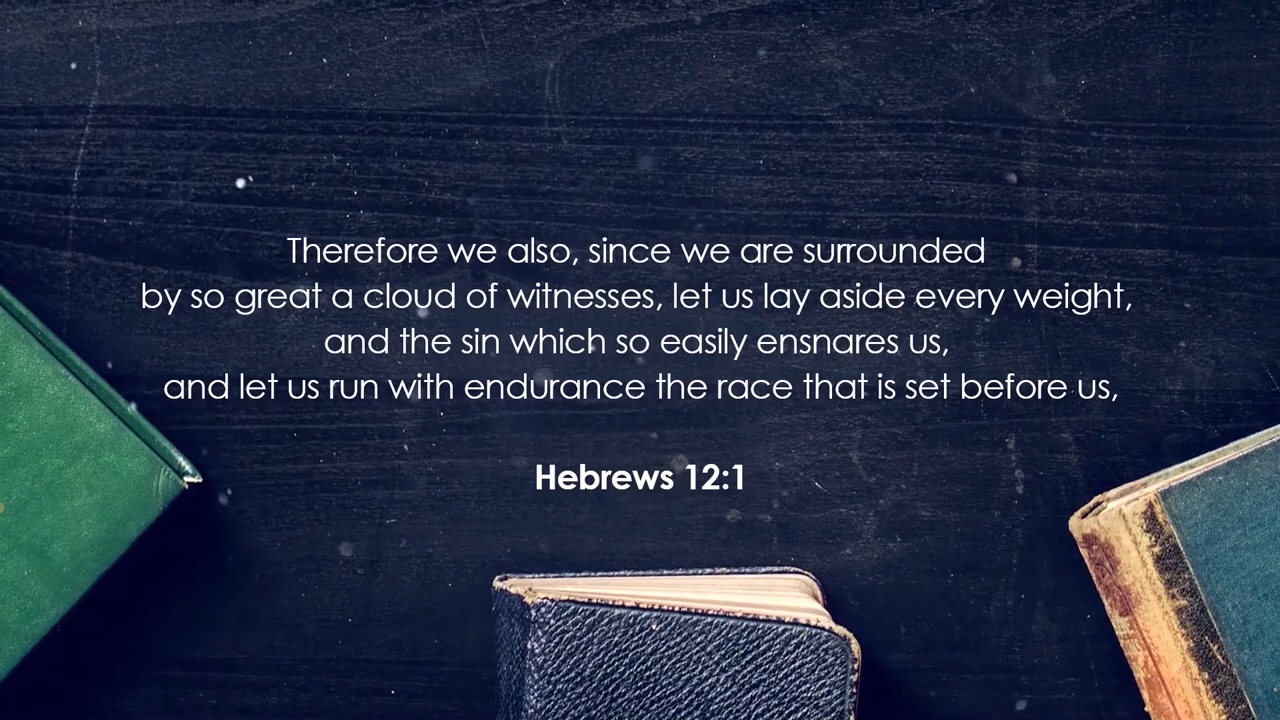 Therefore we also, since we are surrounded
by so great a cloud of witnesses, let us lay aside every weight,
and the sin which so easily ensnares us,
and let us run with endurance the race that is set before us,
Hebrews 12:1